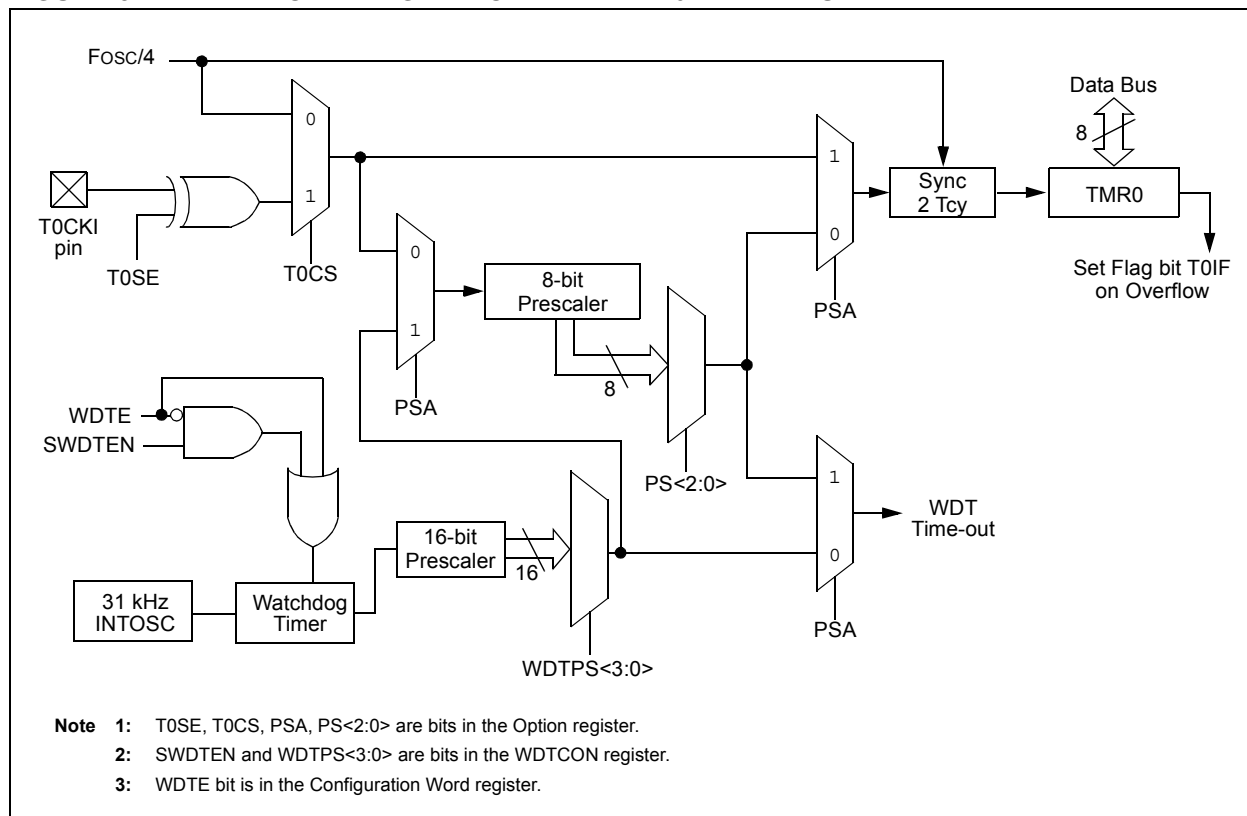 FOSC/4
Data Bus
8
0
1
1
0
T0CKI
pin
T0SE
T0CS
Sync
2 TCY
TMR0
Set Flag bit T0IF
on Overflow
0
1
8-bit
Prescaler
PSA
PSA
8
WDTE
SWDTEN
PS<2:0>
1
0
WDT
Time-out
16-bit
Prescaler
16
31 kHz
INTOSC
Watchdog
Timer
PSA
WDTPS<3:0>
Note 1: T0SE, T0CS, PSA, PS<2:0> are bits in the Option register.
2: SWDTEN and WDTPS<3:0> are bits in the WDTCON register.
3: WDTE bit is in the Configuration Word register.